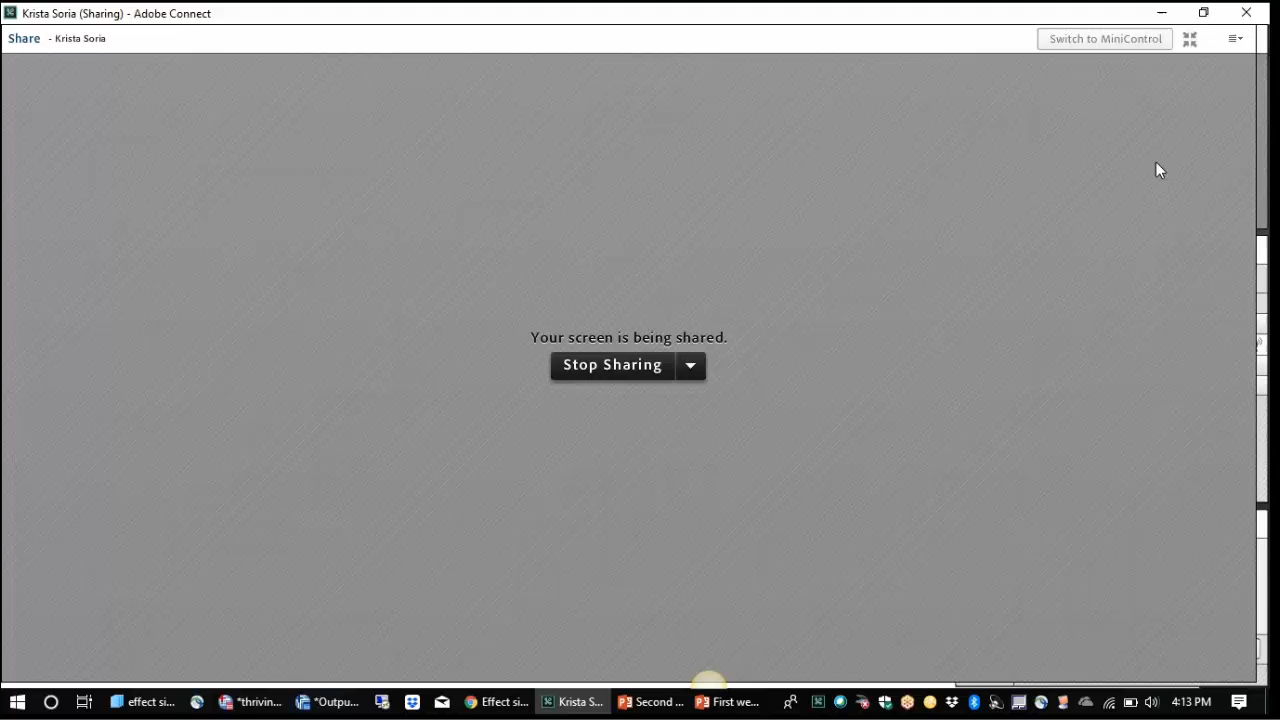 Krista Soria (Sharing) - Adobe Connect
Share - Krista Soria
Switch to MiniControl
Your screen is being shared.
Stop Sharing
effect si...
*thrivin...
*Outpu...
Effect si...
Krista S...
Second ...
First we...
4:13 PM